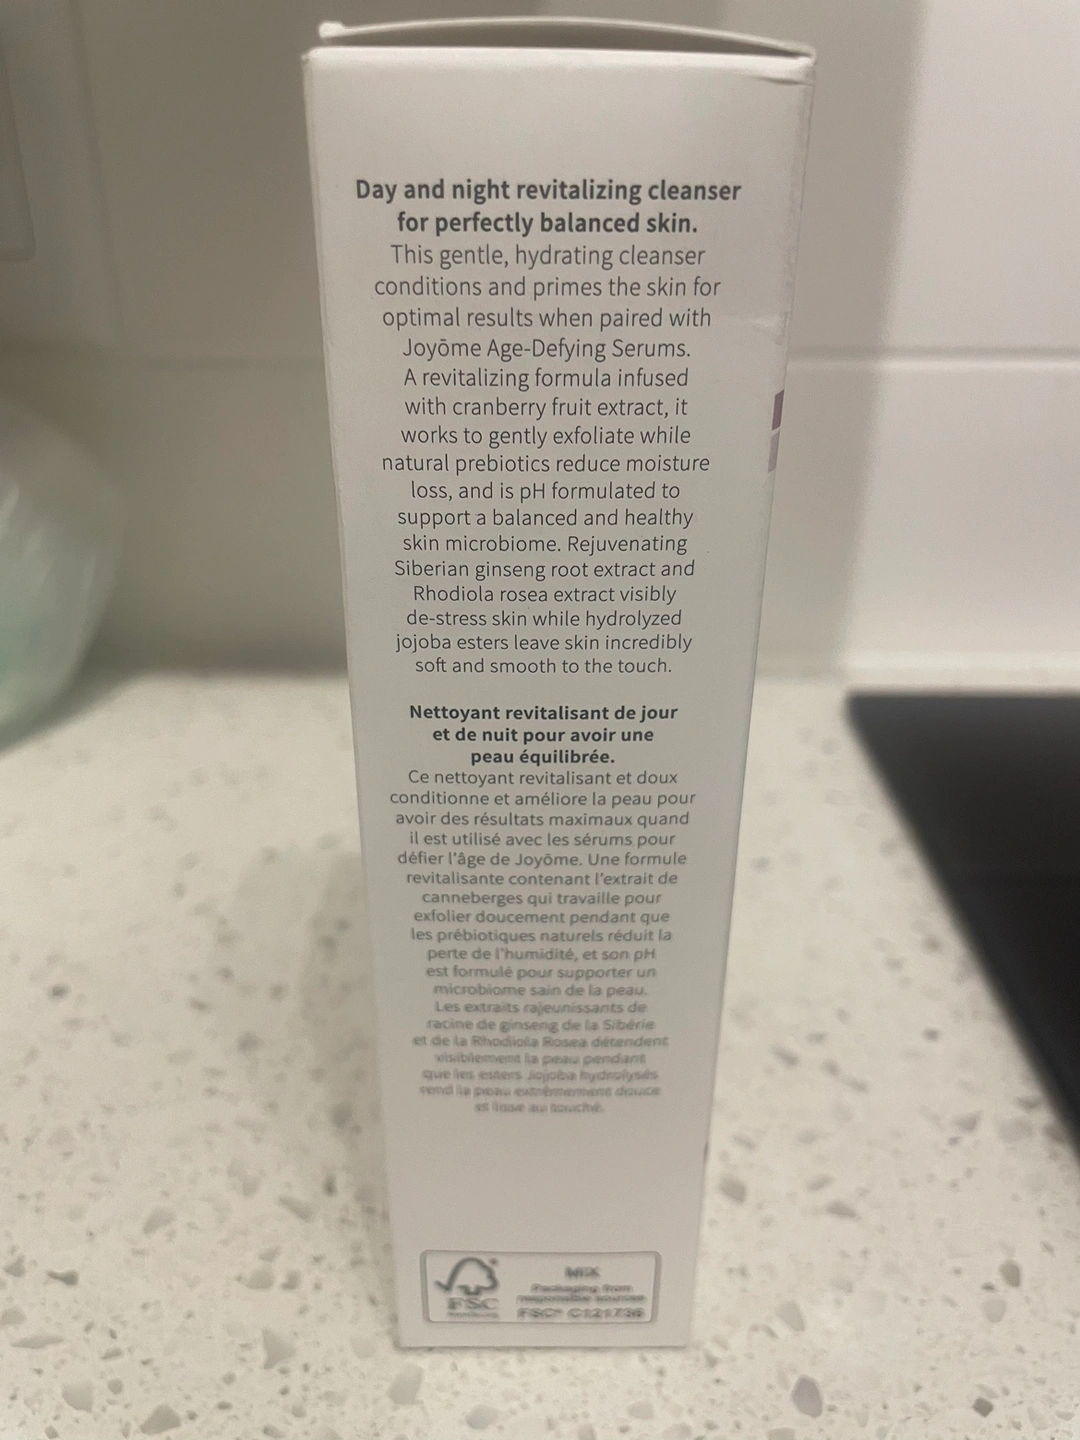 Day and night revitalizing cleanser
for perfectly balanced skin.
This gentle, hydrating cleanser
conditions and primes the skin for
optimal results when paired with
Joyōme Age-Defying Serums.
A revitalizing formula infused
with cranberry fruit extract, it
works to gently exfoliate while
natural prebiotics reduce moisture
loss, and is pH formulated to
support a balanced and healthy
skin microbiome. Rejuvenating
Siberian ginseng root extract and
Rhodiola rosea extract visibly
de-stress skin while hydrolyzed
jojoba esters leave skin incredibly
soft and smooth to the touch.
Nettoyant revitalisant de jour
et de nuit pour avoir une
peau équilibrée.
Ce nettoyant revitalisant et doux
conditionne et améliore la peau pour
avoir des résultats maximaux quand
il est utilisé avec les sérums pour
défier l'âge de Joyōme. Une formule
revitalisante contenant l'extrait de
canneberges qui travaille pour
exfolier doucement pendant que
les prébiotiques naturels réduit la
perte de l'humidité, et son pH
est formulé pour supporter un
microbiome sain de la peau.
Les extraits rajeunissants de
racine de ginseng de la Sibérie
et de la Rhodiola Rosea détendent
visiblement la peau pendant
que les esters Jojoba hydrolysés
rend la peau extrêmement douce
et lisse au touché.
FSC
MIX
Packaging from
responsible sources
FSC® C121736